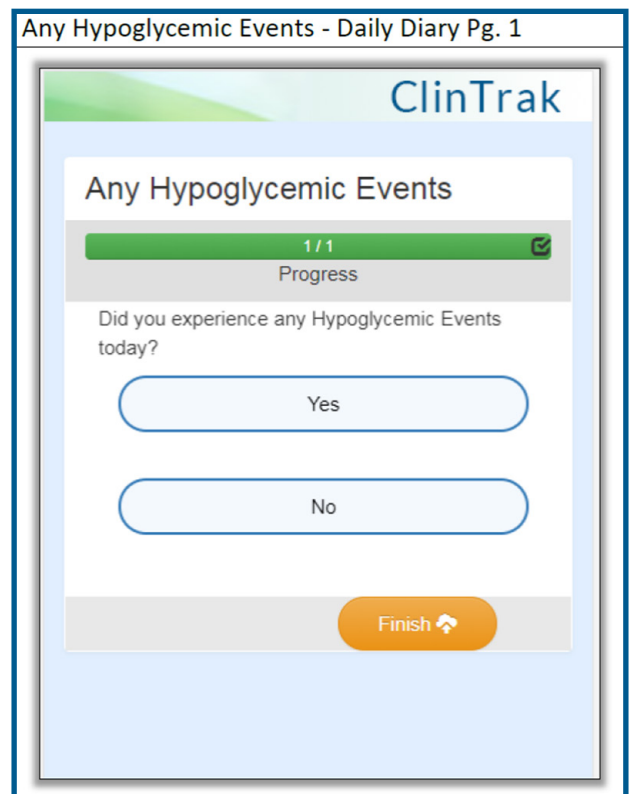 Any Hypoglycemic Events - Daily Diary Pg. 1
ClinTrak
Any Hypoglycemic Events
1 / 1
Progress
Did you experience any Hypoglycemic Events
today?
Yes
No
Finish